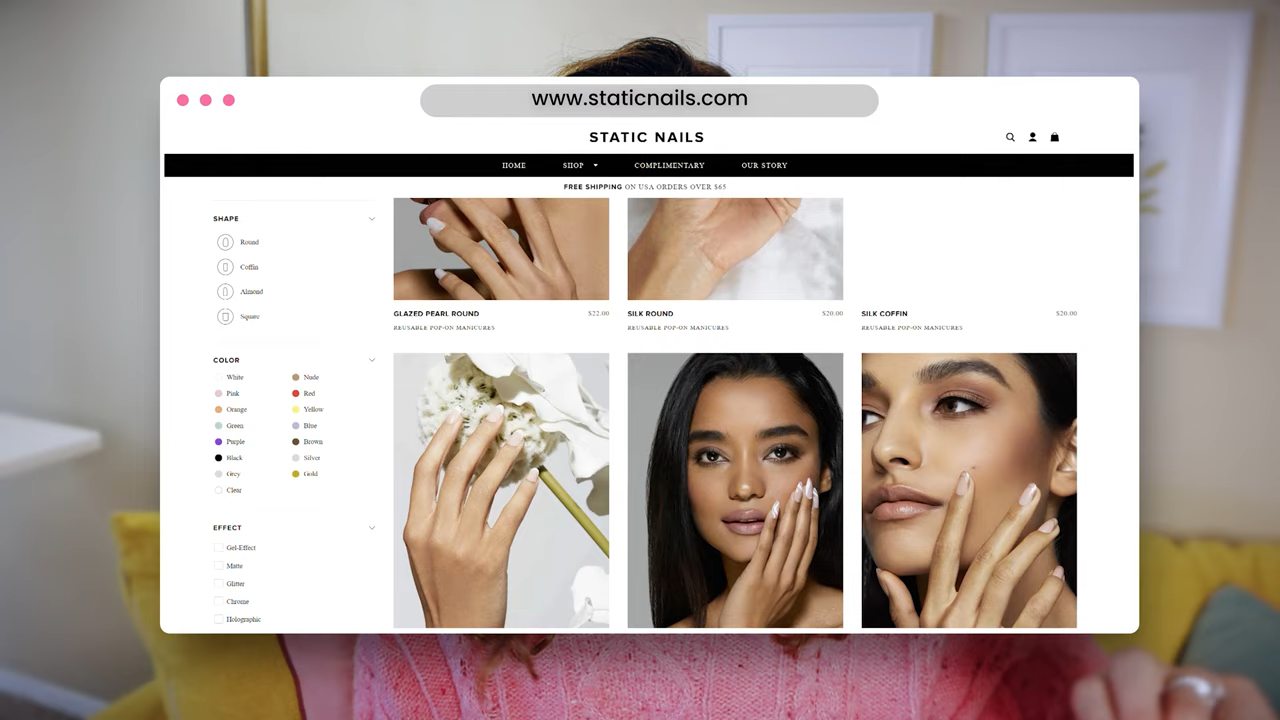 www.staticnails.com
STATIC NAILS
HOME SHOP COMPLIMENTARY OUR STORY
FREE SHIPPING ON USA ORDERS OVER $65
SHAPE
Round
Coffin
Almond
Square
COLOR
White Nude
Pink Red
Orange Yellow
Green Blue
Purple Brown
Black Silver
Grey Gold
Clear
EFFECT
Gel-Effect
Matte
Glitter
Chrome
Holographic
GLAZED PEARL ROUND $22.00
REUSABLE POP-ON MANICURES
SILK ROUND $20.00
REUSABLE POP-ON MANICURES
SILK COFFIN $20.00
REUSABLE POP-ON MANICURES